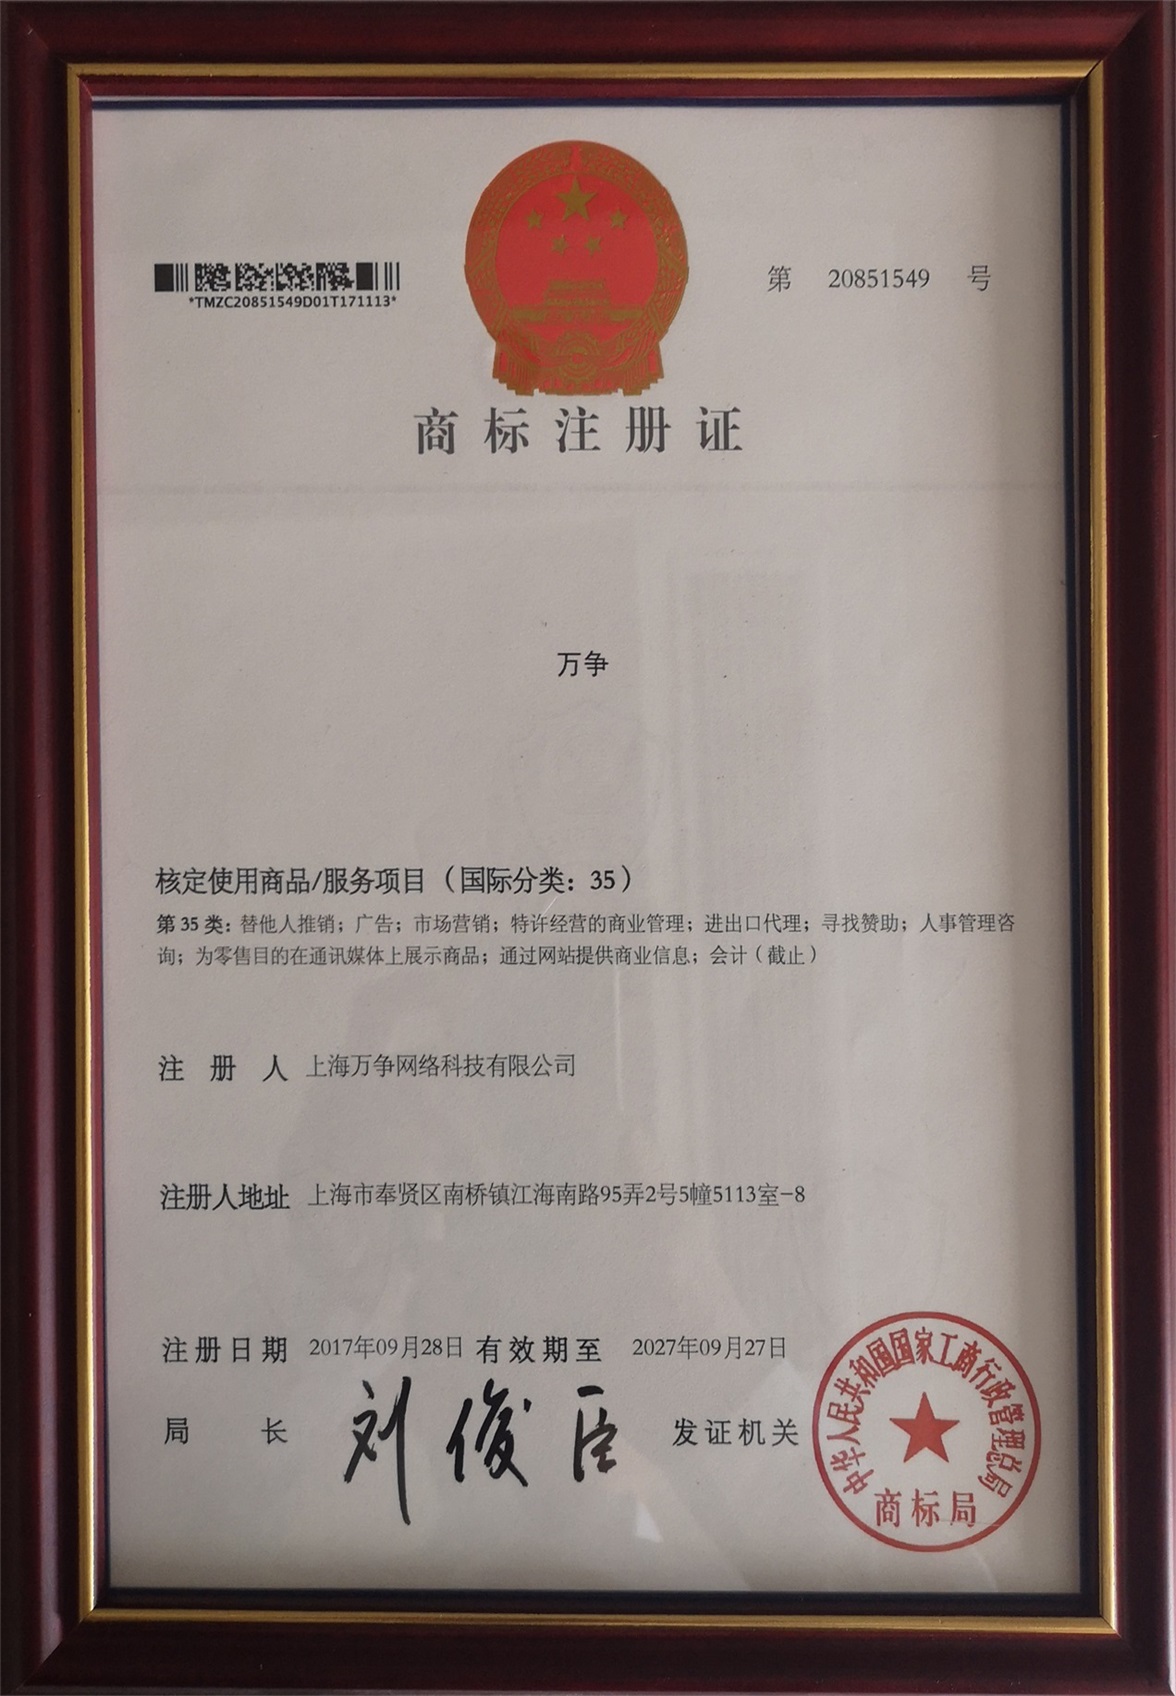 *TMZC20851549D01T171113*
第 20851549 号
商标注册证
万争
核定使用商品/服务项目（国际分类：35）
第 35 类：替他人推销；广告；市场营销；特许经营的商业管理；进出口代理；寻找赞助；人事管理咨
询；为零售目的在通讯媒体上展示商品；通过网站提供商业信息；会计（截止）
注册人 上海万争网络科技有限公司
注册人地址 上海市奉贤区南桥镇江海南路95弄2号5幢5113室-8
注册日期 2017年09月28日 有效期至 2027年09月27日
局长 刘俊臣 发证机关
中华人民共和国国家工商行政管理总局
商标局